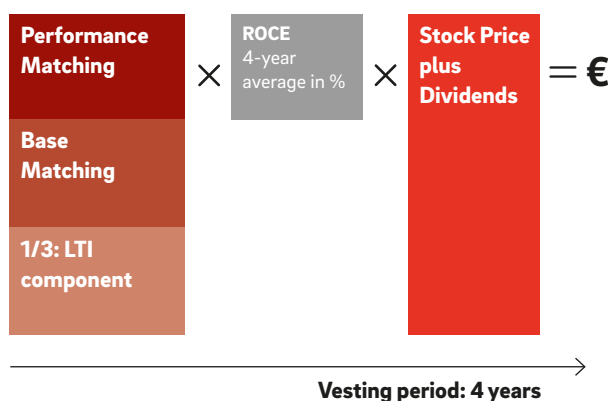 Performance
Matching
×
ROCE
4-year
average in %
×
Stock Price
plus
Dividends
= €
Base
Matching
1/3: LTI
component
Vesting period: 4 years